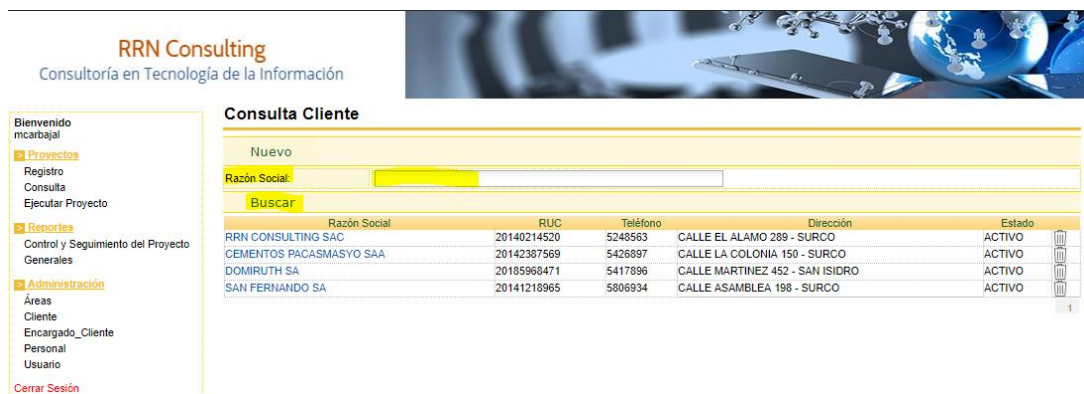 RRN Consulting
Consultoría en Tecnología de la Información
Bienvenido
mcarbajal
Proyectos
Registro
Consulta
Ejecutar Proyecto
Reportes
Control y Seguimiento del Proyecto
Generales
Administración
Áreas
Cliente
Encargado_Cliente
Personal
Usuario
Cerrar Sesión
Consulta Cliente
Nuevo
Razón Social:
Buscar
Razón Social RUC Teléfono Dirección Estado
RRN CONSULTING SAC 20140214520 5248563 CALLE EL ALAMO 289 - SURCO ACTIVO
CEMENTOS PACASMASYO SAA 20142387569 5426897 CALLE LA COLONIA 150 - SURCO ACTIVO
DOMIRUTH SA 20185968471 5417896 CALLE MARTINEZ 452 - SAN ISIDRO ACTIVO
SAN FERNANDO SA 20141218965 5806934 CALLE ASAMBLEA 198 - SURCO ACTIVO
1